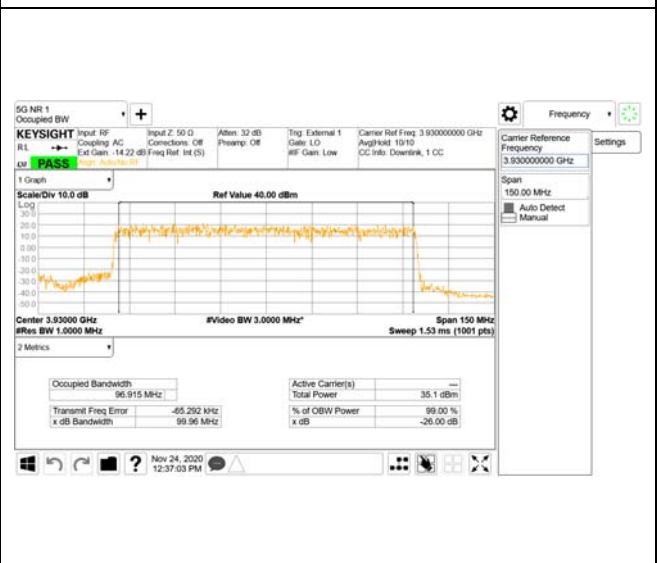 5G NR 1
Occupied BW
Frequency
KEYSIGHT
RL
LV PASS
Input: RF
Coupling: AC
Ext Gain: -14.22 dB
Align: Auto/No RF
Input Z: 50 Ω
Corrections: Off
Freq Ref: Int (S)
Atten: 32 dB
Preamp: Off
Trig: External 1
Gate: LO
#IF Gain: Low
Carrier Ref Freq: 3.930000000 GHz
Avg|Hold: 10/10
CC Info: Downlink, 1 CC
Carrier Reference
Frequency
3.930000000 GHz
Settings
Span
150.00 MHz
Auto Detect
Manual
1 Graph
Scale/Div 10.0 dB
Ref Value 40.00 dBm
Log
30.0
20.0
10.0
0.00
-10.0
-20.0
-30.0
-40.0
-50.0
Center 3.93000 GHz
#Video BW 3.0000 MHz*
Span 150 MHz
#Res BW 1.0000 MHz
Sweep 1.53 ms (1001 pts)
2 Metrics
Occupied Bandwidth
96.915 MHz
Active Carrier(s) ---
Total Power 35.1 dBm
Transmit Freq Error -65.292 kHz
% of OBW Power 99.00 %
x dB Bandwidth 99.96 MHz
x dB -26.00 dB
?
Nov 24, 2020
12:37:03 PM